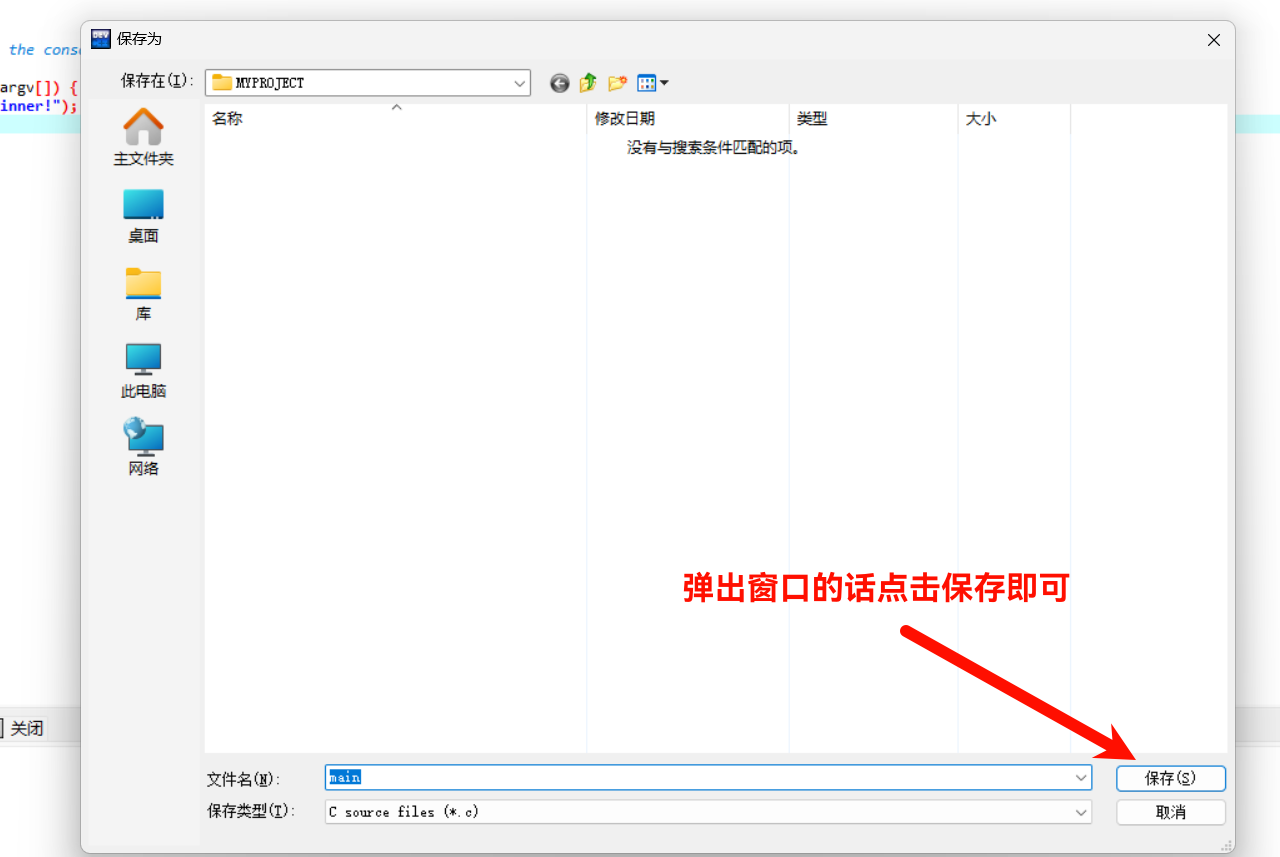 保存为
the cons
argv[]) {
inner!");
保存在(I):
MYPROJECT
名称
修改日期
类型
大小
没有与搜索条件匹配的项。
主文件夹
桌面
库
此电脑
网络
弹出窗口的话点击保存即可
关闭
文件名(N):
main
保存(S)
保存类型(T):
C source files (*.c)
取消